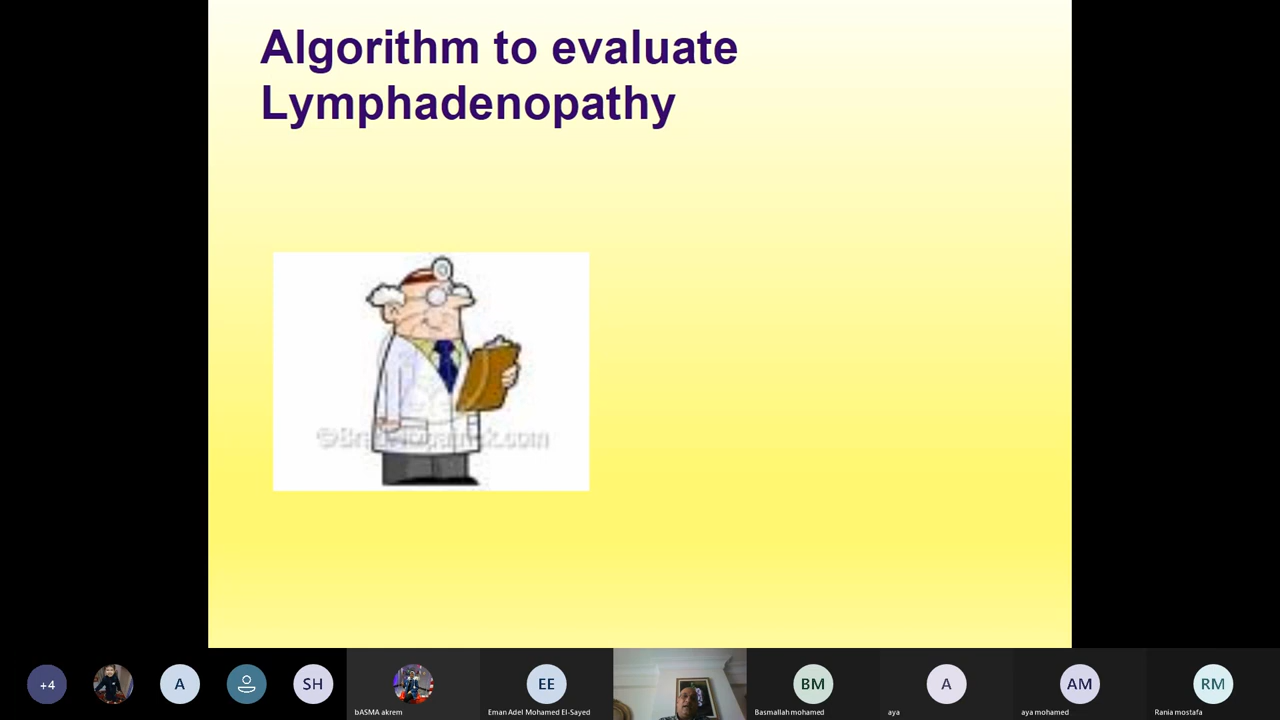 Algorithm to evaluate
Lymphadenopathy
+4
A
SH
bASMA akrem
EE
Eman Adel Mohamed El-Sayed
BM
Basmallah mohamed
A
aya
AM
aya mohamed
RM
Rania mostafa